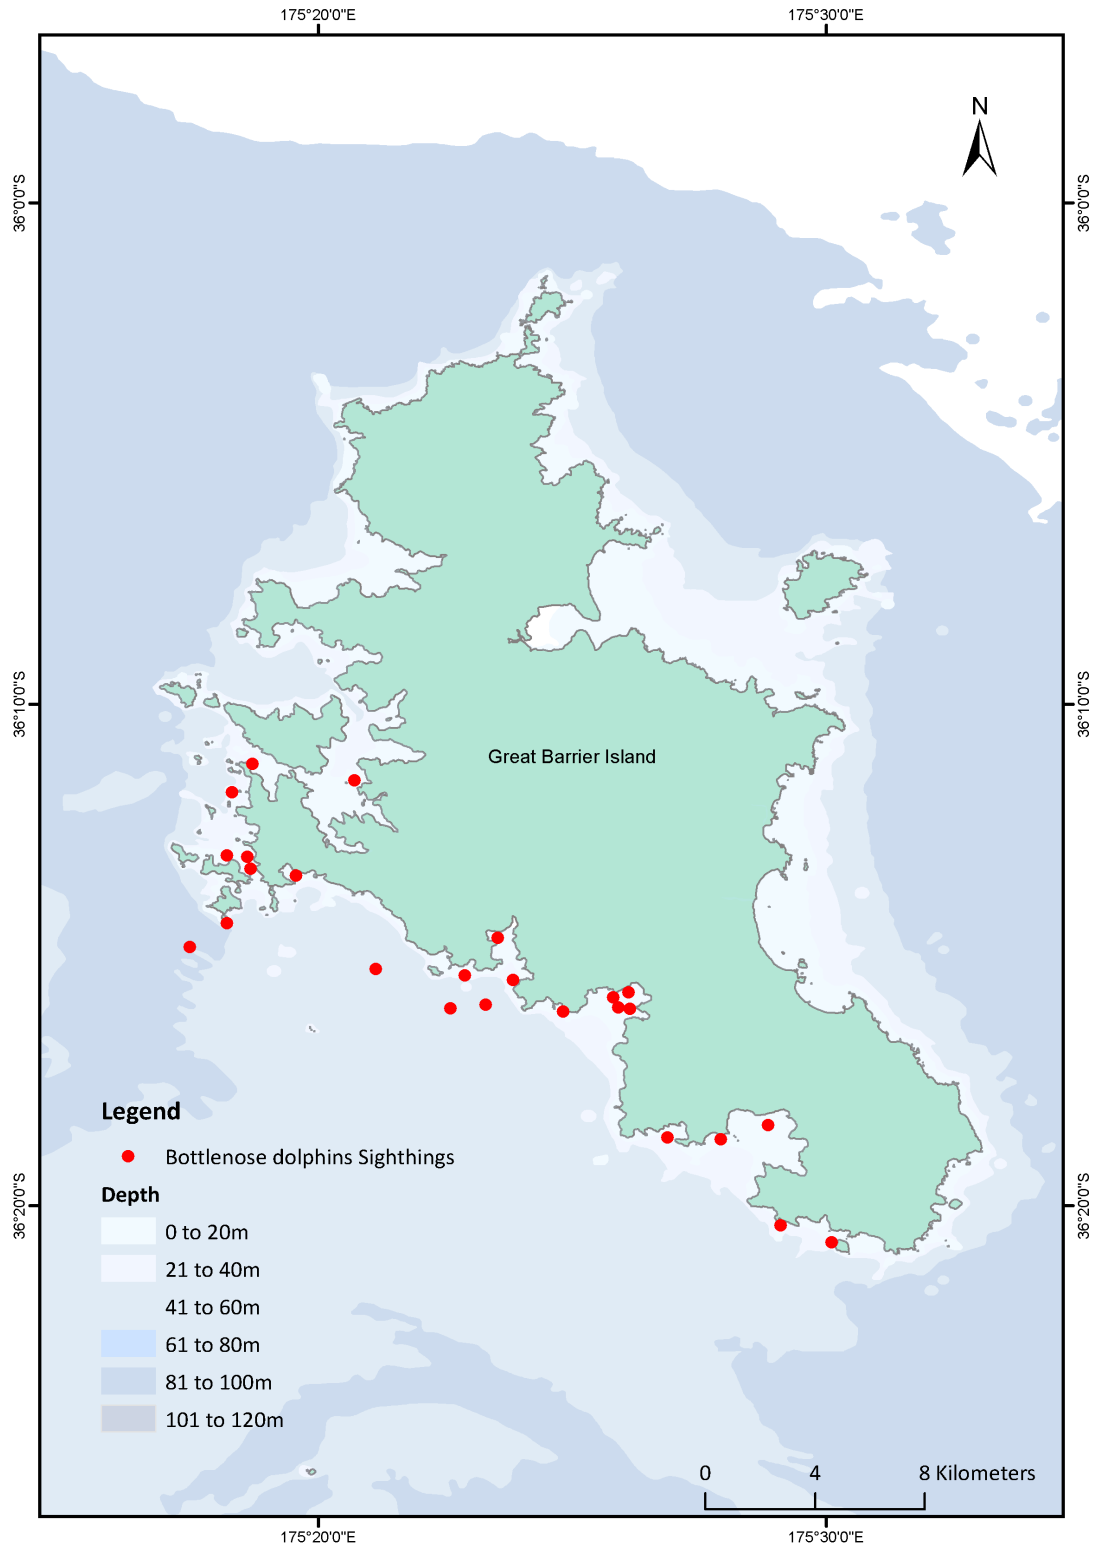 175°20'0"E 175°30'0"E
N
36°0'0"S 36°0'0"S
36°10'0"S 36°10'0"S
Great Barrier Island
Legend
Bottlenose dolphins Sighthings
Depth
36°20'0"S 36°20'0"S
0 to 20m
21 to 40m
41 to 60m
61 to 80m
81 to 100m
101 to 120m
0 4 8 Kilometers
175°20'0"E 175°30'0"E